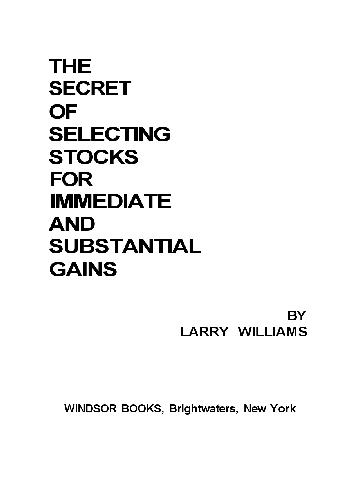 THE
SECRET
OF
SELECTING
STOCKS
FOR
IMMEDIATE
AND
SUBSTANTIAL
GAINS
BY
LARRY WILLIAMS
WINDSOR BOOKS, Brightwaters, New York